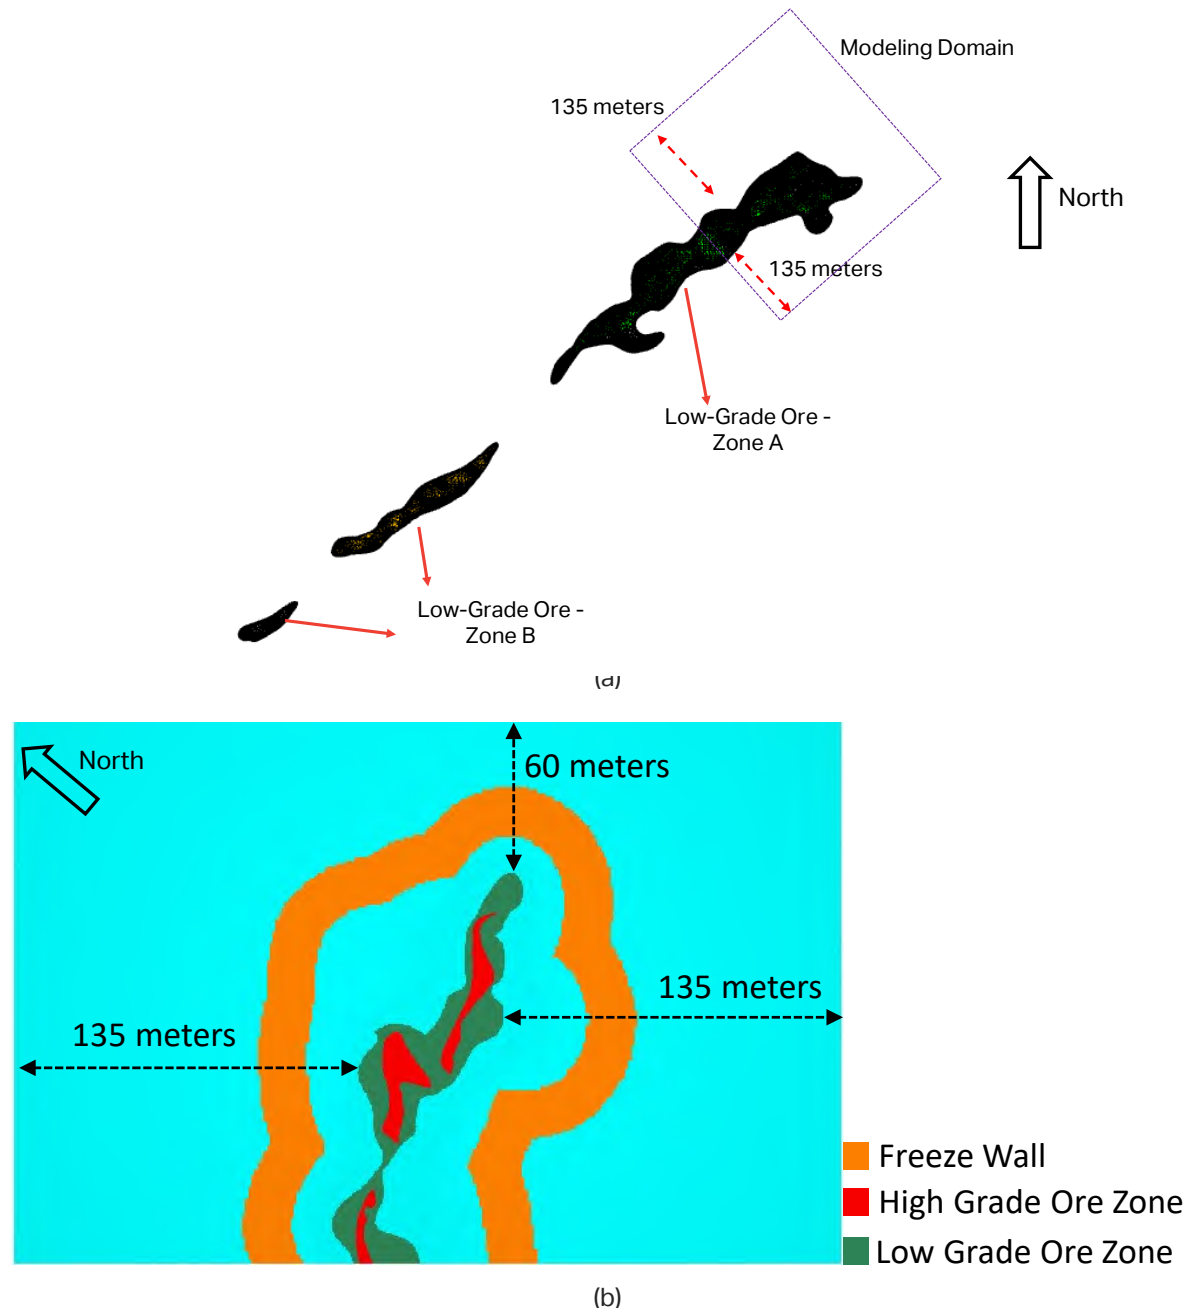 Modeling Domain
135 meters
North
135 meters
Low-Grade Ore -
Zone A
Low-Grade Ore -
Zone B
(a)
North
60 meters
135 meters
135 meters
Freeze Wall
High Grade Ore Zone
Low Grade Ore Zone
(b)